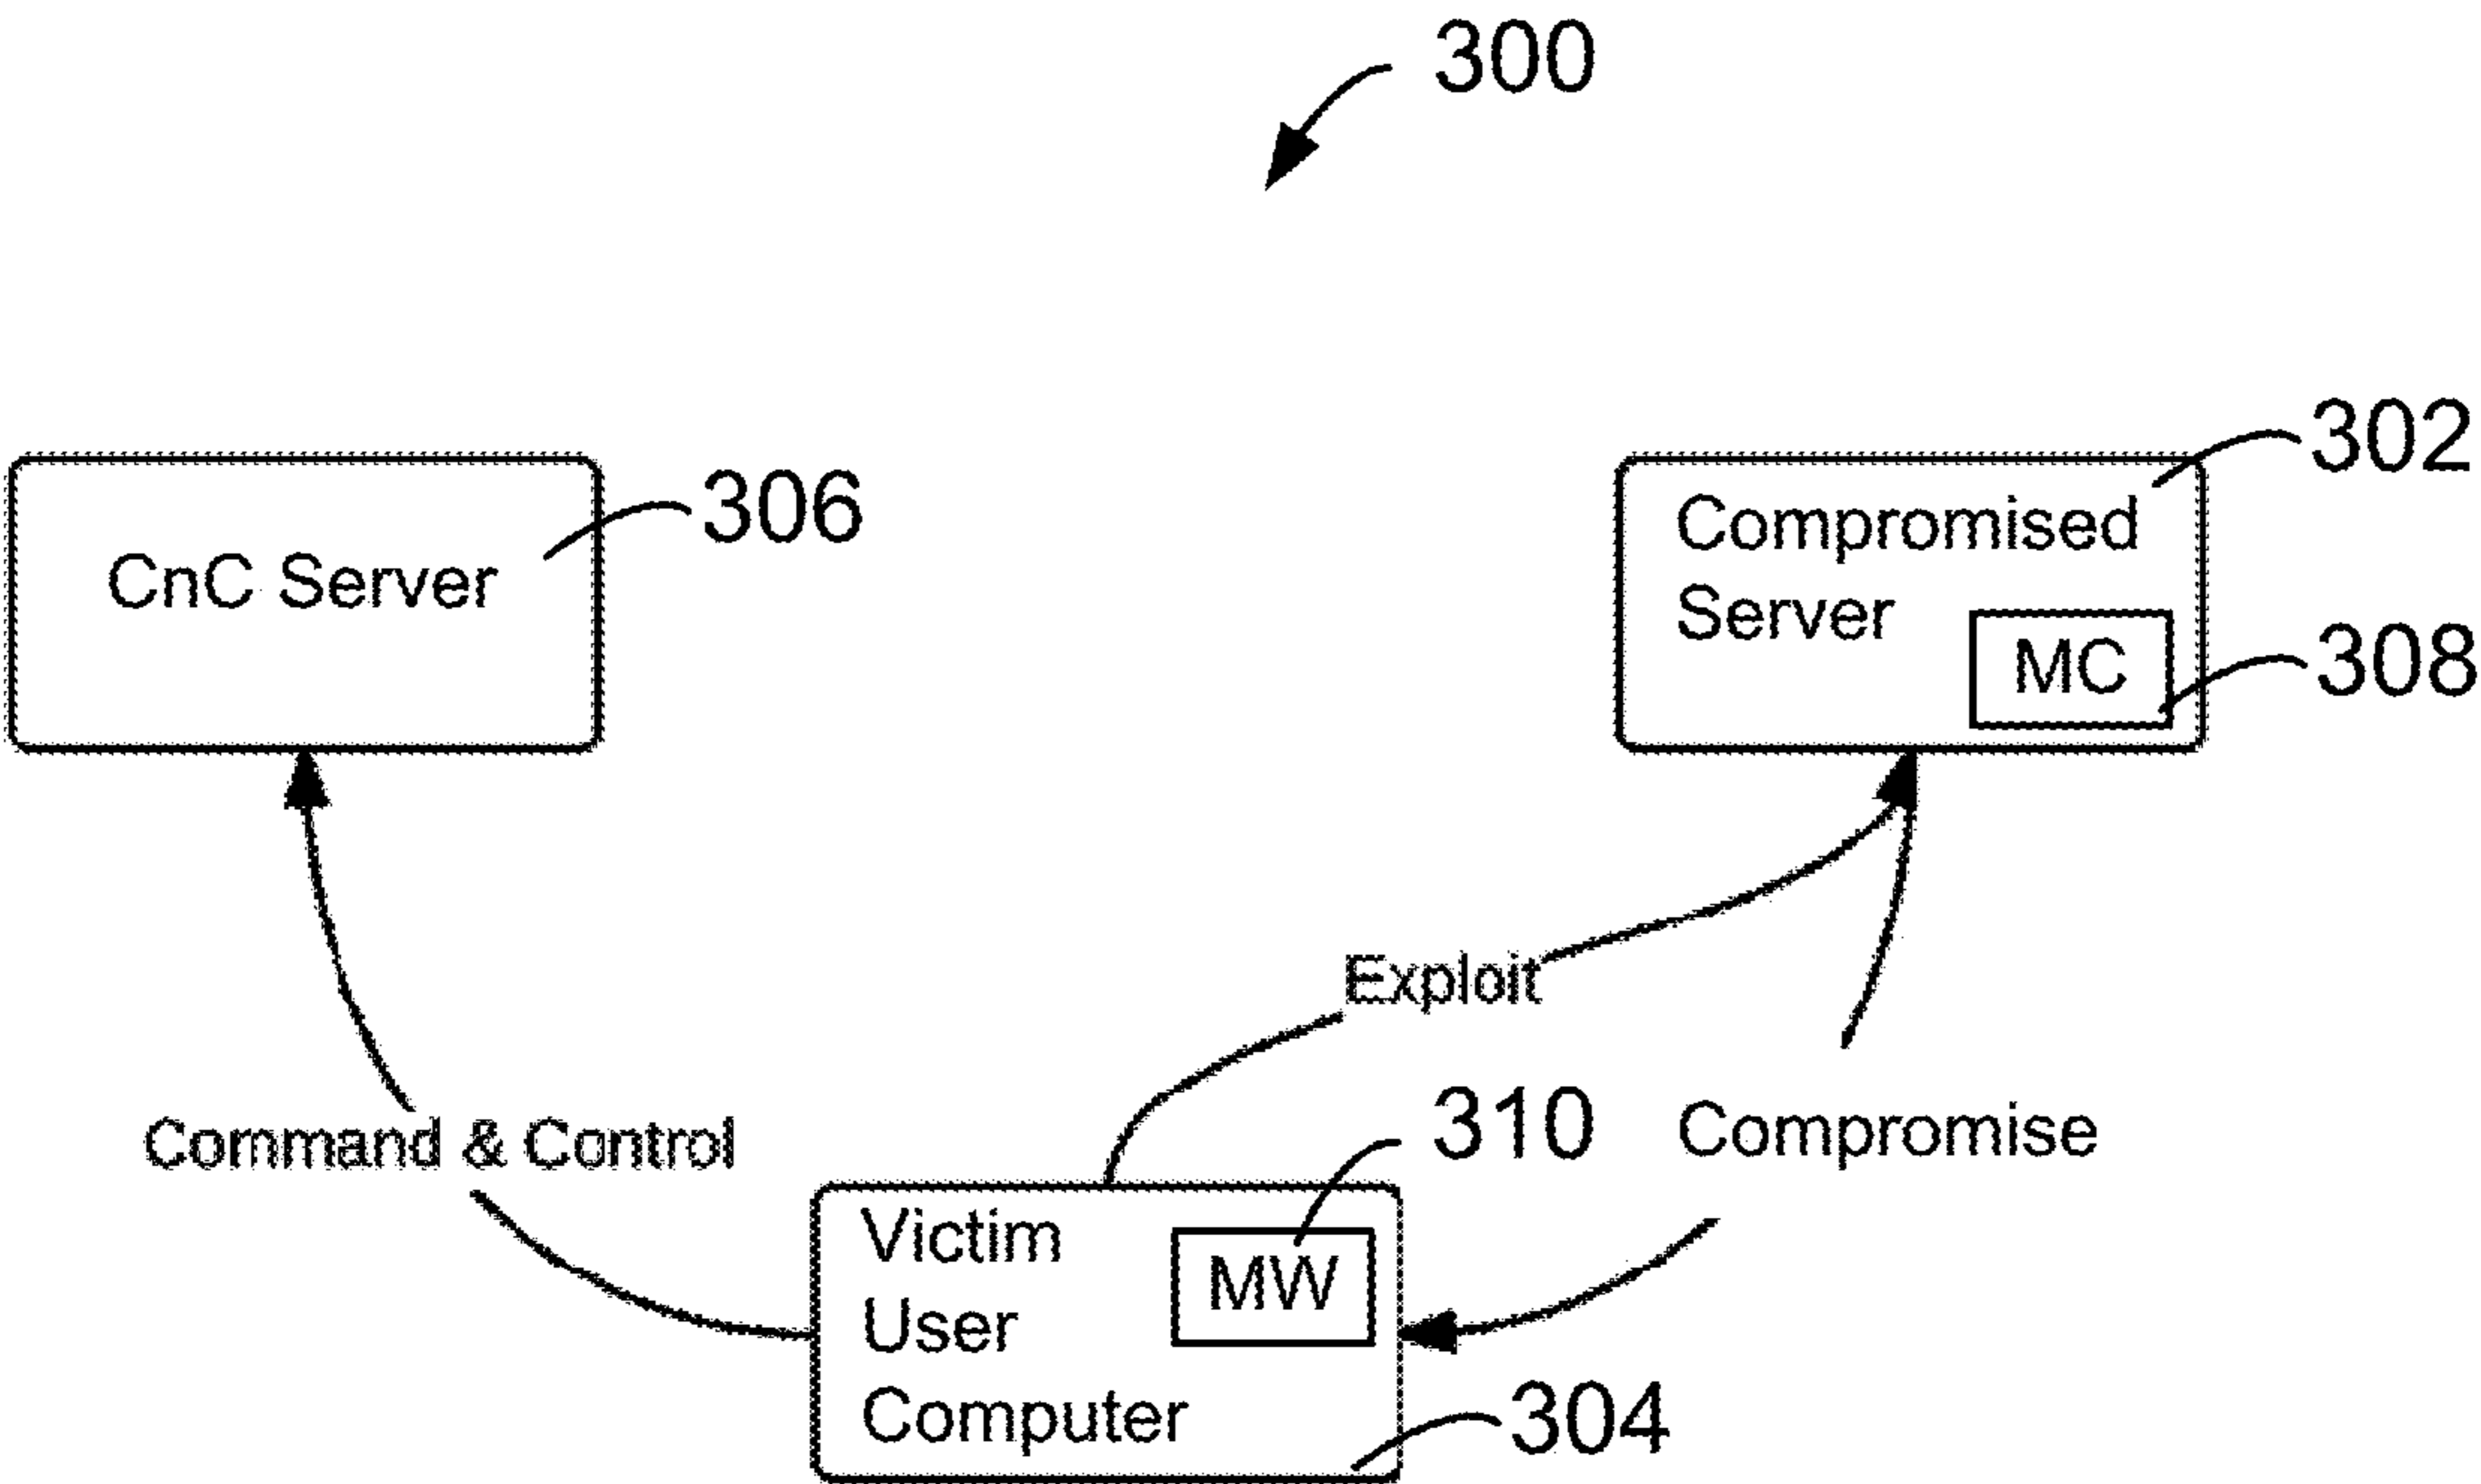 300
302
306
Compromised
CnC Server
Server
MC
308
Exploit
310
Compromise
Command & Control
Victim
MW
User
Computer
304